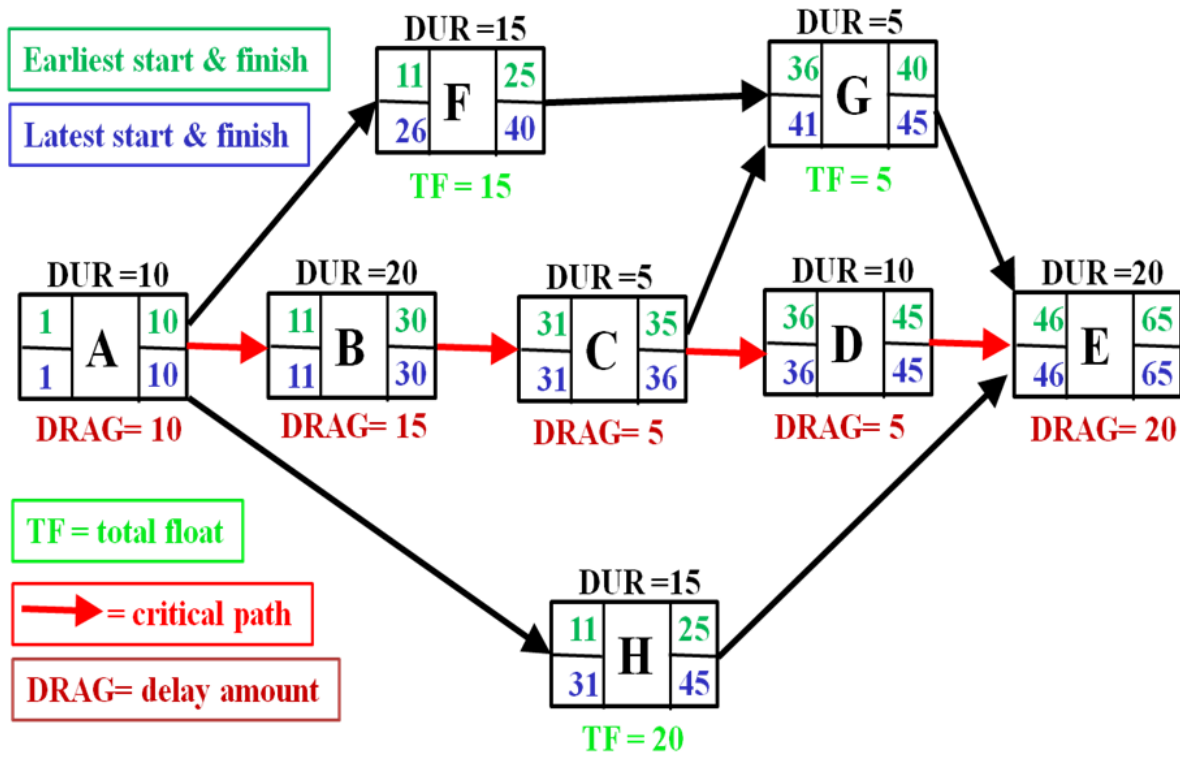 Earliest start & finish
Latest start & finish
DUR =15
11 25
F
26 40
TF = 15
DUR =5
36 40
G
41 45
TF = 5
DUR =10
1 10
A
1 10
DRAG= 10
DUR =20
11 30
B
11 30
DRAG= 15
DUR =5
31 35
C
31 36
DRAG= 5
DUR =10
36 45
D
36 45
DRAG= 5
DUR =20
46 65
E
46 65
DRAG= 20
TF = total float
= critical path
DRAG= delay amount
DUR =15
11 25
H
31 45
TF = 20